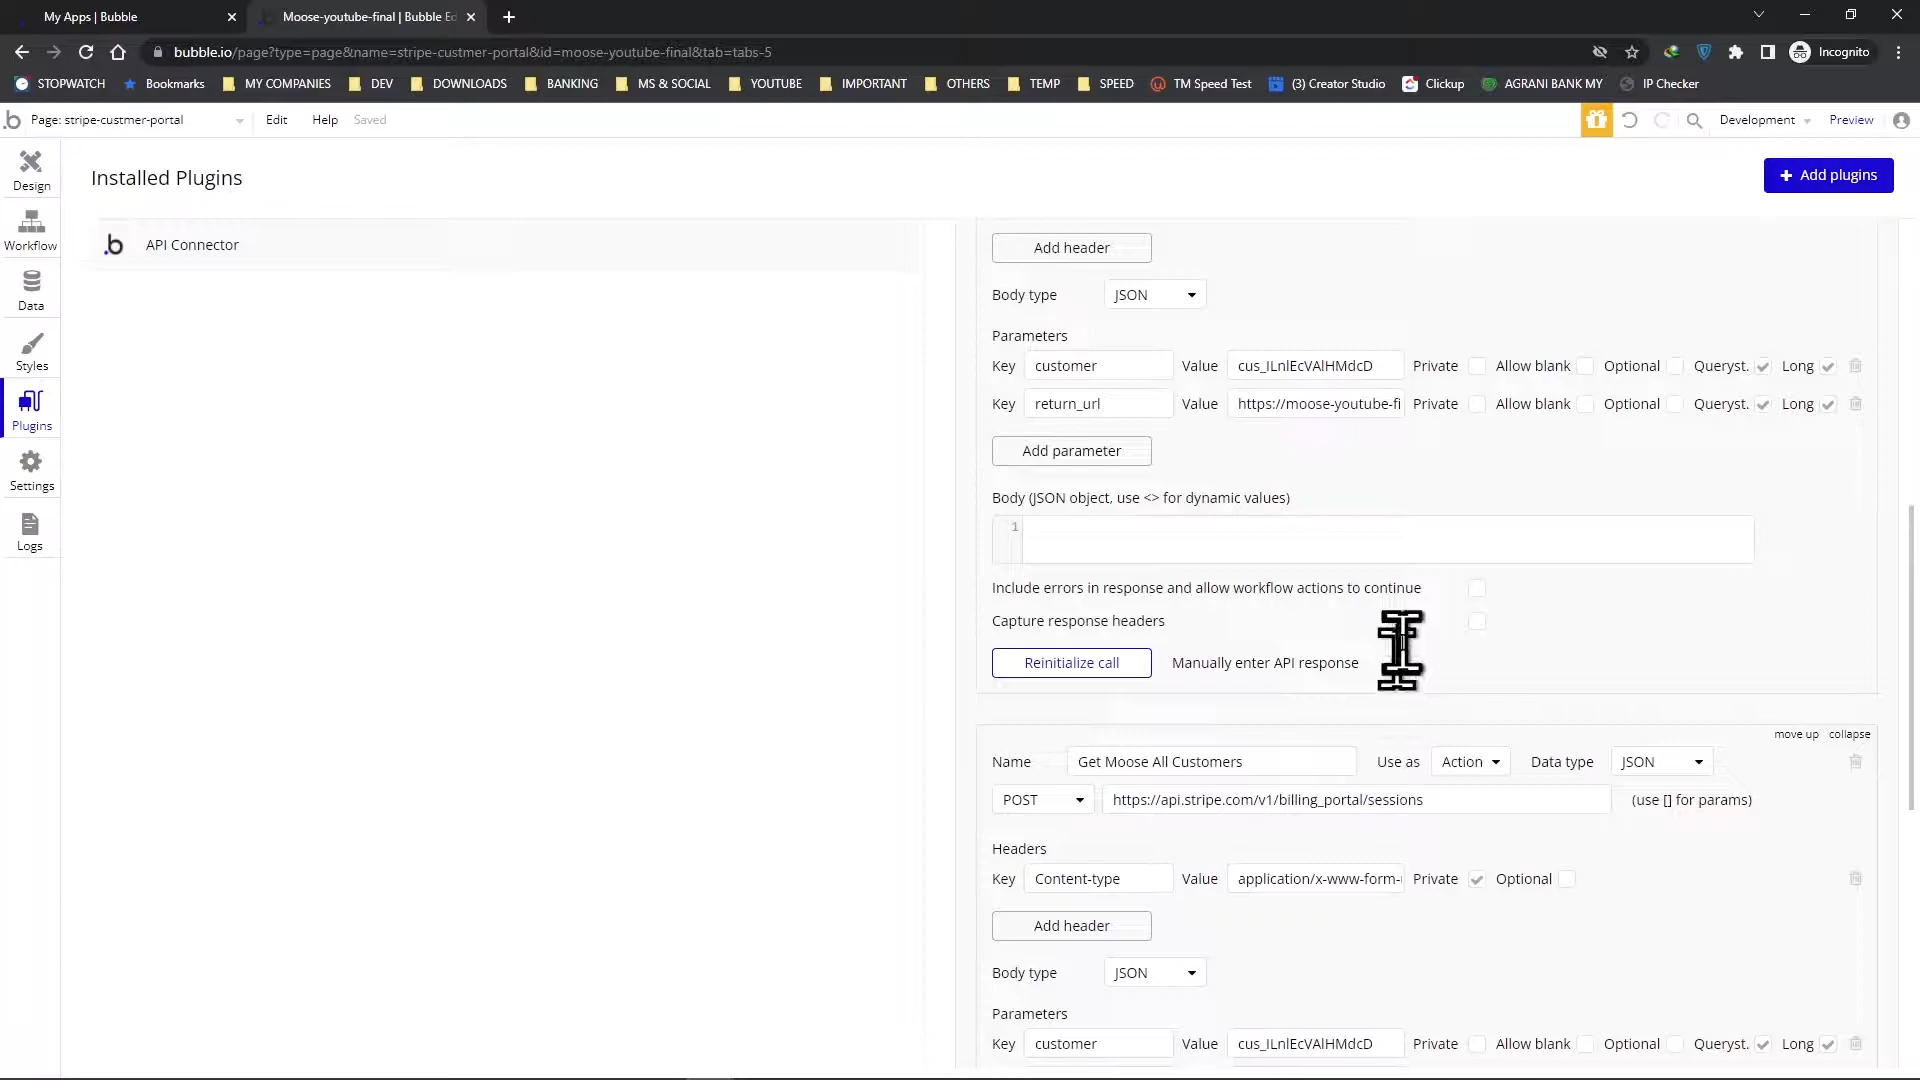 My Apps | Bubble
Moose-youtube-final | Bubble Ed
bubble.io/page?type=page&name=stripe-custmer-portal&id=moose-youtube-final&tab=tabs-5
Incognito
STOPWATCH Bookmarks MY COMPANIES DEV DOWNLOADS BANKING MS & SOCIAL YOUTUBE IMPORTANT OTHERS TEMP SPEED TM Speed Test (3) Creator Studio Clickup AGRANI BANK MY IP Checker
Page: stripe-custmer-portal Edit Help Saved Development Preview
Design
Workflow
Data
Styles
Plugins
Settings
Logs
Installed Plugins
Add plugins
API Connector
Add header
Body type JSON
Parameters
Key customer Value cus_ILnlEcVAlHMdcD Private Allow blank Optional Queryst. Long
Key return_url Value https://moose-youtube-fi Private Allow blank Optional Queryst. Long
Add parameter
Body (JSON object, use <> for dynamic values)
1
Include errors in response and allow workflow actions to continue
Capture response headers
Reinitialize call Manually enter API response
move up collapse
Name Get Moose All Customers Use as Action Data type JSON
POST https://api.stripe.com/v1/billing_portal/sessions (use [] for params)
Headers
Key Content-type Value application/x-www-form- Private Optional
Add header
Body type JSON
Parameters
Key customer Value cus_ILnlEcVAlHMdcD Private Allow blank Optional Queryst. Long